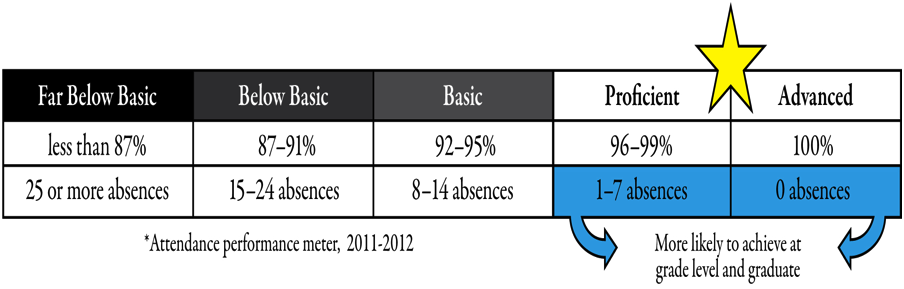 Far Below Basic Below Basic Basic Proficient Advanced
less than 87% 87–91% 92–95% 96–99% 100%
25 or more absences 15–24 absences 8–14 absences 1–7 absences 0 absences
*Attendance performance meter, 2011-2012
More likely to achieve at
grade level and graduate